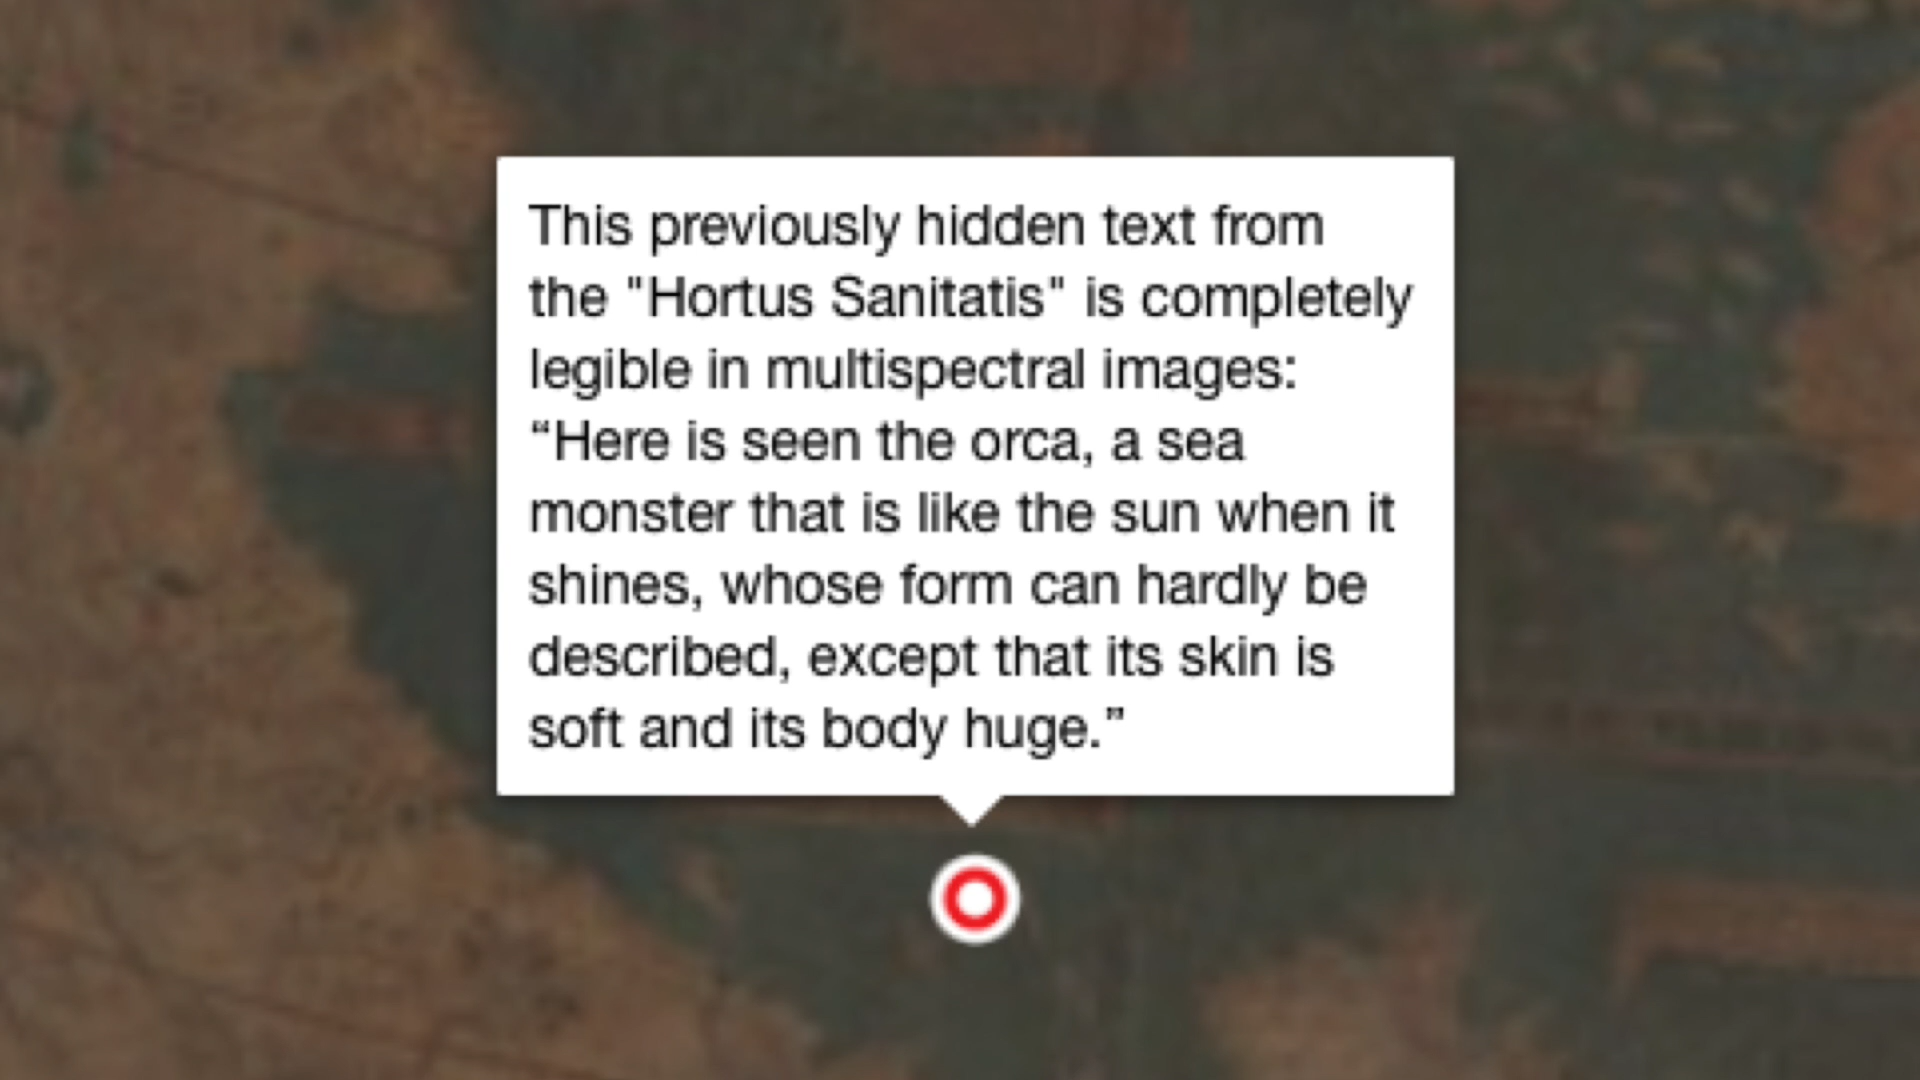 This previously hidden text from
the "Hortus Sanitatis" is completely
legible in multispectral images:
“Here is seen the orca, a sea
monster that is like the sun when it
shines, whose form can hardly be
described, except that its skin is
soft and its body huge.”